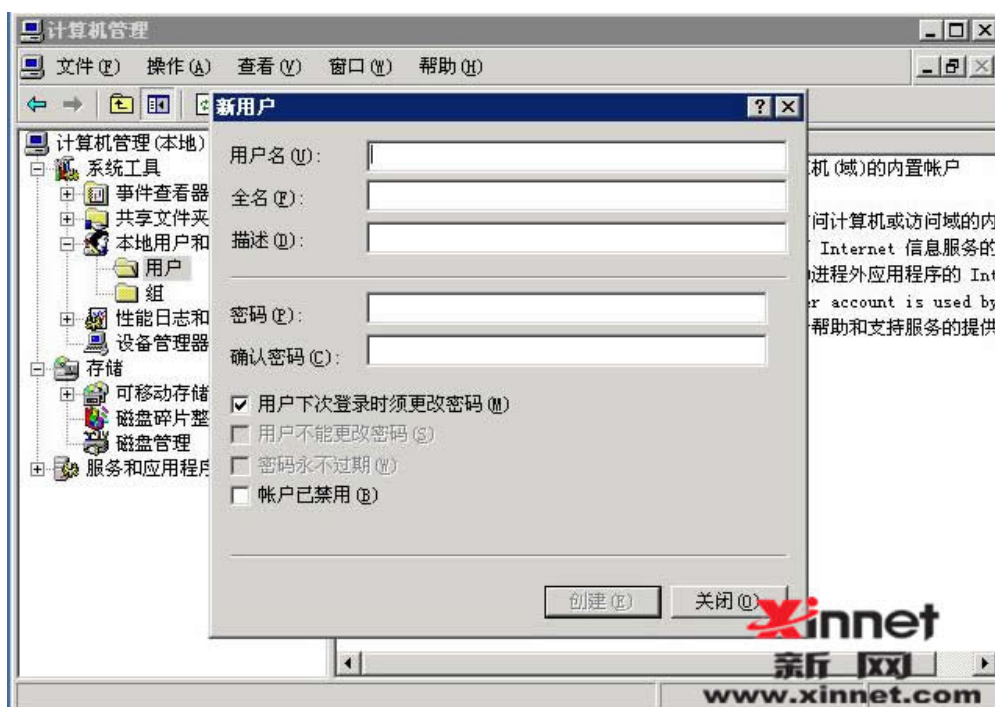 计算机管理
文件(F) 操作(A) 查看(V) 窗口(W) 帮助(H)
新用户
计算机管理(本地)
系统工具
事件查看器
共享文件夹
本地用户和
用户
组
性能日志和
设备管理器
存储
可移动存储
磁盘碎片整
磁盘管理
服务和应用程序
用户名(U):
全名(F):
描述(D):
密码(P):
确认密码(C):
用户下次登录时须更改密码(M)
用户不能更改密码(S)
密码永不过期(W)
帐户已禁用(B)
创建(E) 关闭(O)
机(域)的内置帐户
问计算机或访问域的内
Internet 信息服务的
进程外应用程序的 Int
r account is used by
帮助和支持服务的提供
xinnet
新网
www.xinnet.com